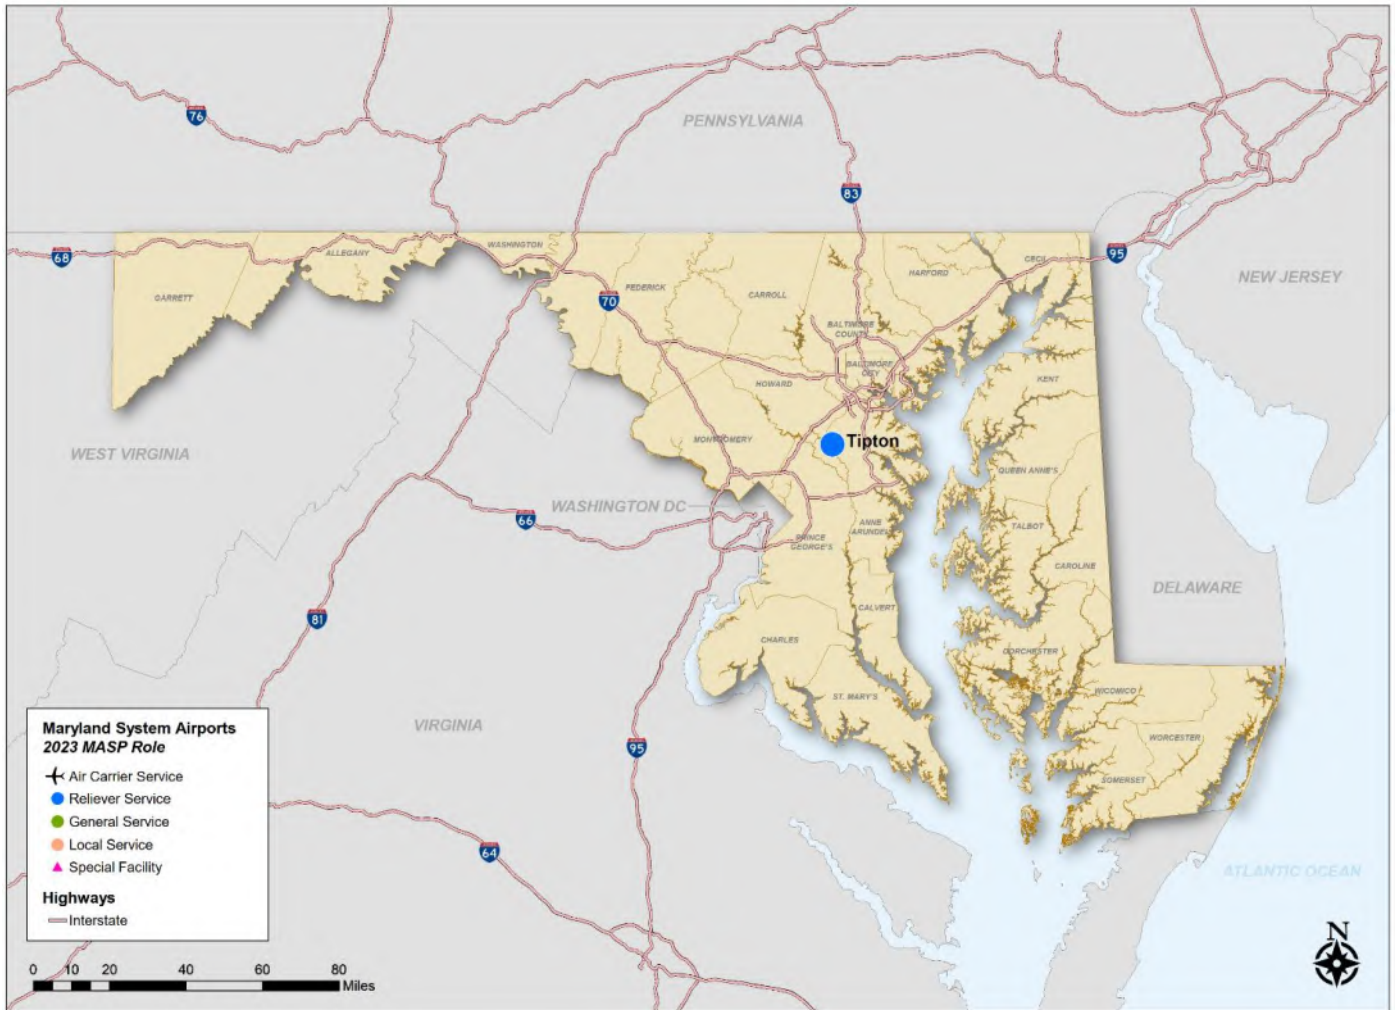 76
PENNSYLVANIA
83
68
95
ALLEGANY
WASHINGTON
CECIL
HARFORD
NEW JERSEY
GARRETT
70
FEDERICK
CARROLL
BALTIMORE
COUNTY
BALTIMORE
CITY
HOWARD
KENT
MONTGOMERY
Tipton
WEST VIRGINIA
QUEEN ANNE'S
WASHINGTON DC
66
ANNE
ARUNDEL
TALBOT
PRINCE
GEORGE'S
CAROLINE
DELAWARE
81
CALVERT
CHARLES
DORCHESTER
ST. MARY'S
WICOMICO
VIRGINIA
95
WORCESTER
SOMERSET
64
ATLANTIC OCEAN
Maryland System Airports
2023 MASP Role
Air Carrier Service
Reliever Service
General Service
Local Service
Special Facility
Highways
Interstate
N
0 10 20 40 60 80
Miles